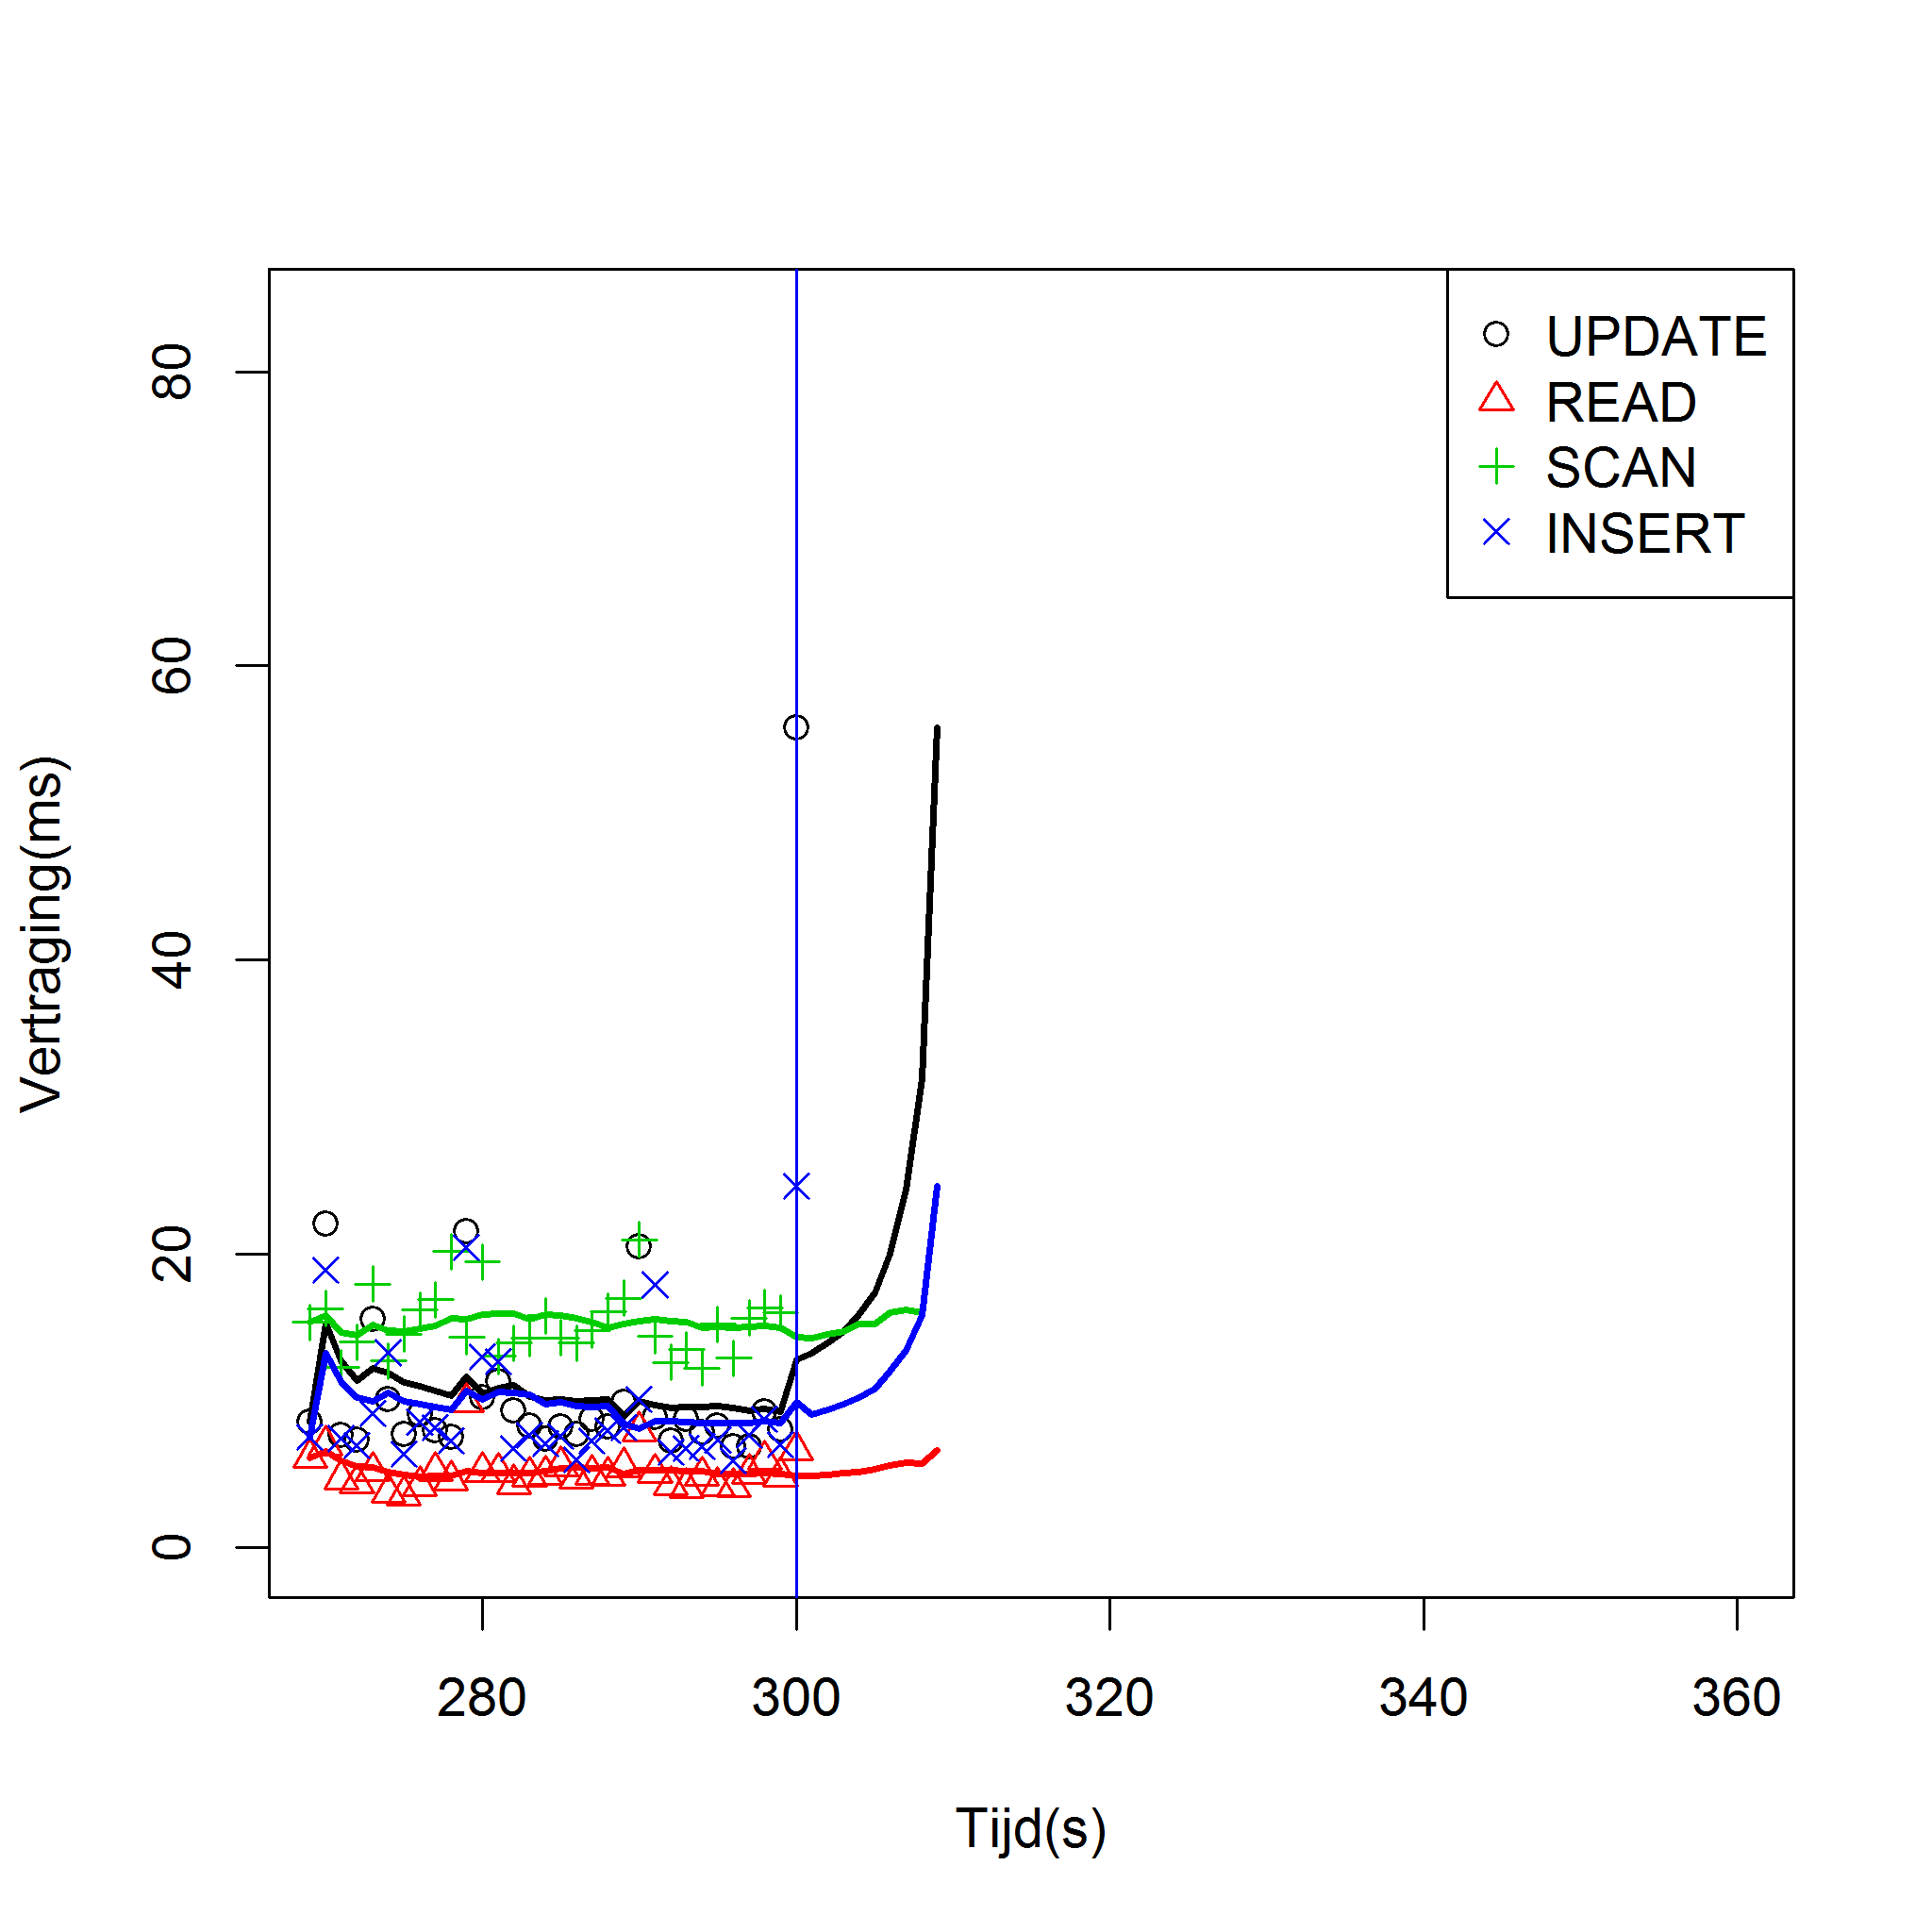 UPDATE
READ
SCAN
INSERT
80
60
40
20
0
Vertraging(ms)
280 300 320 340 360
Tijd(s)